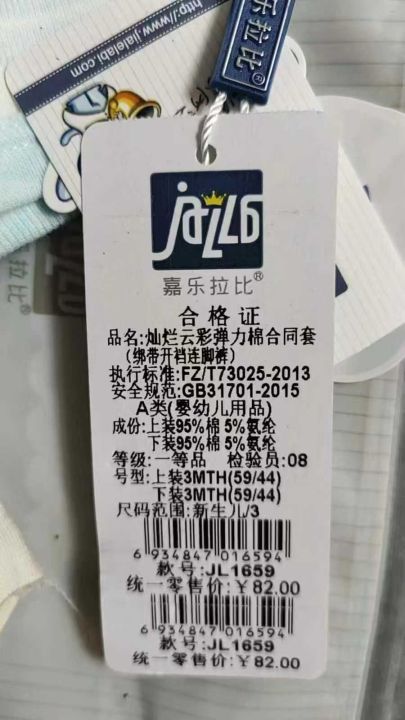 http://www.jialelabi.com
乐拉比®
jallb
嘉乐拉比®
合格证
品名:灿烂云彩弹力棉合同套
(绑带开裆连脚裤)
执行标准:FZ/T73025-2013
安全规范:GB31701-2015
A类(婴幼儿用品)
成份:上装95%棉 5%氨纶
下装95%棉 5%氨纶
等级:一等品 检验员:08
号型:上装3MTH(59/44)
下装3MTH(59/44)
尺码范围:新生儿/3
6 934847 016594
款号:JL1659
统一零售价:¥82.00
6 934847 016594
款号:JL1659
统一零售价:¥82.00